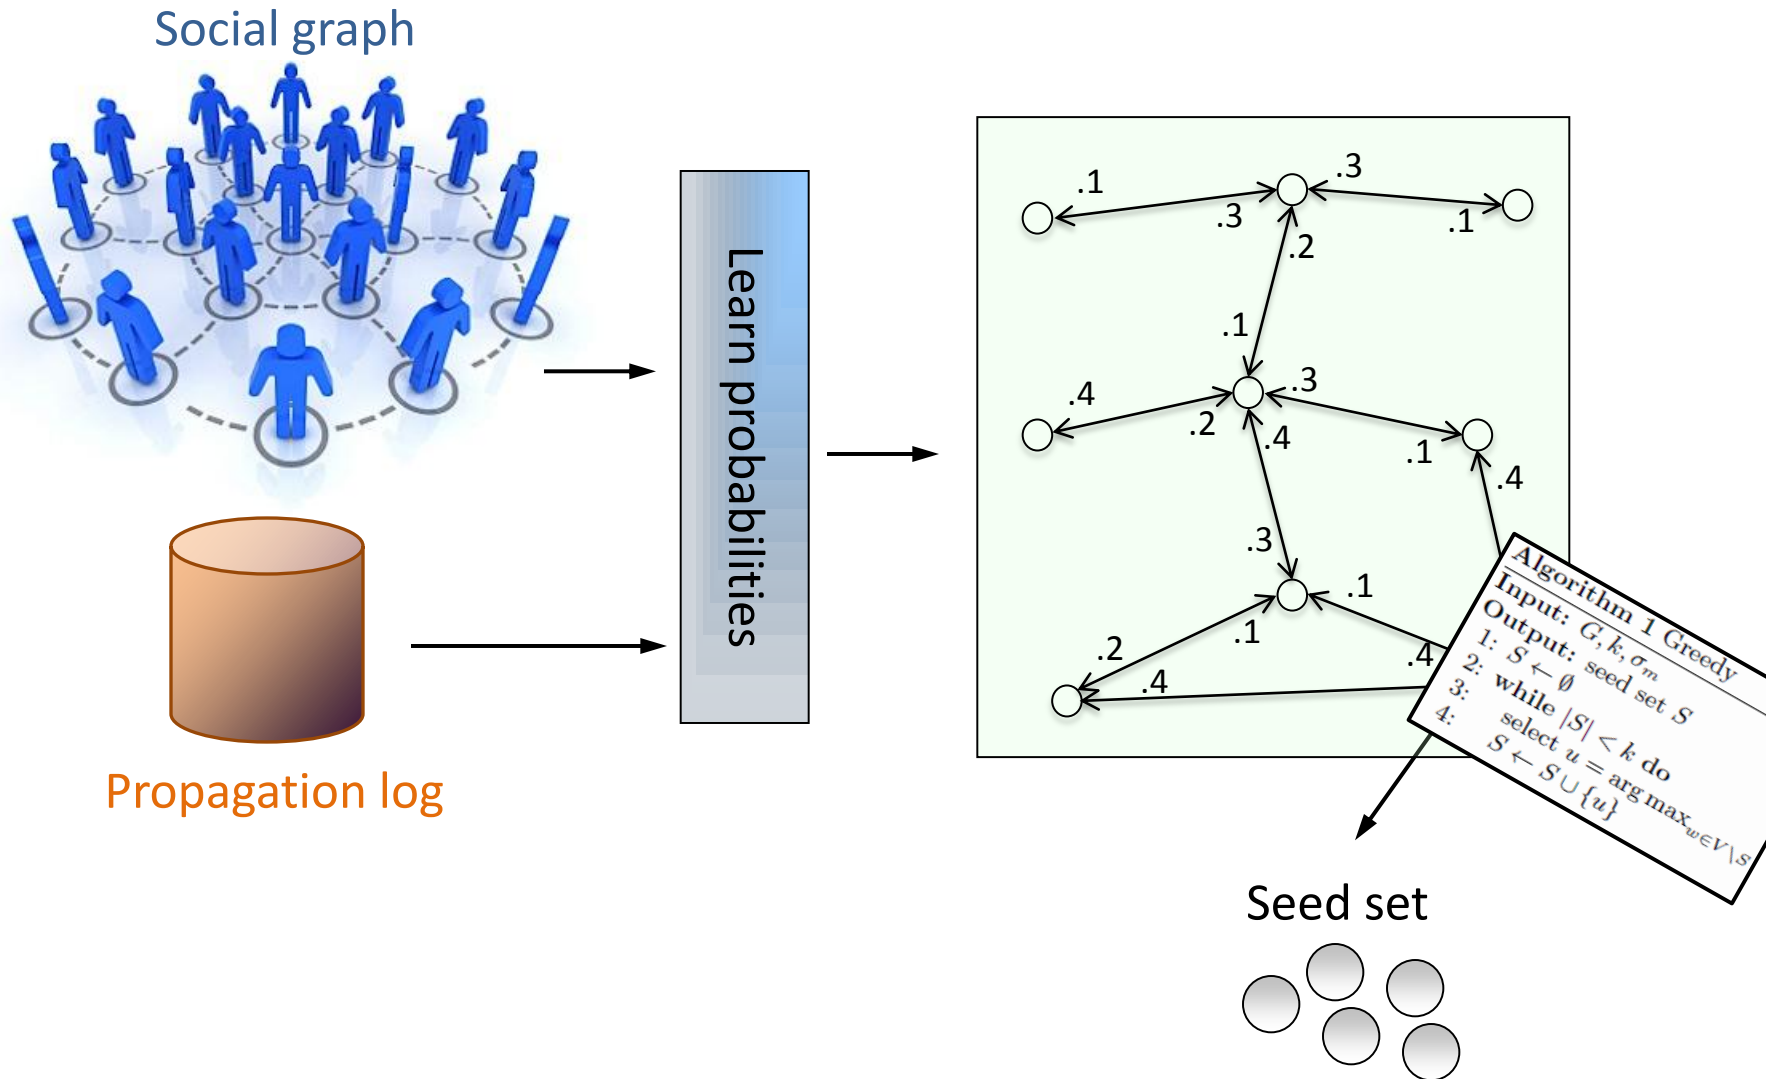 Social graph
Propagation log
Learn probabilities
.1
.3
.3
.1
.2
.1
.4
.2
.3
.1
.4
.4
.3
.1
.2
.1
.4
.4
Algorithm 1 Greedy
Input: G, k, σₘ
Output: seed set S
1: S ← ∅
2: while |S| < k do
3: select u = arg max_{w∈V\S}
4: S ← S ∪ {u}
Seed set